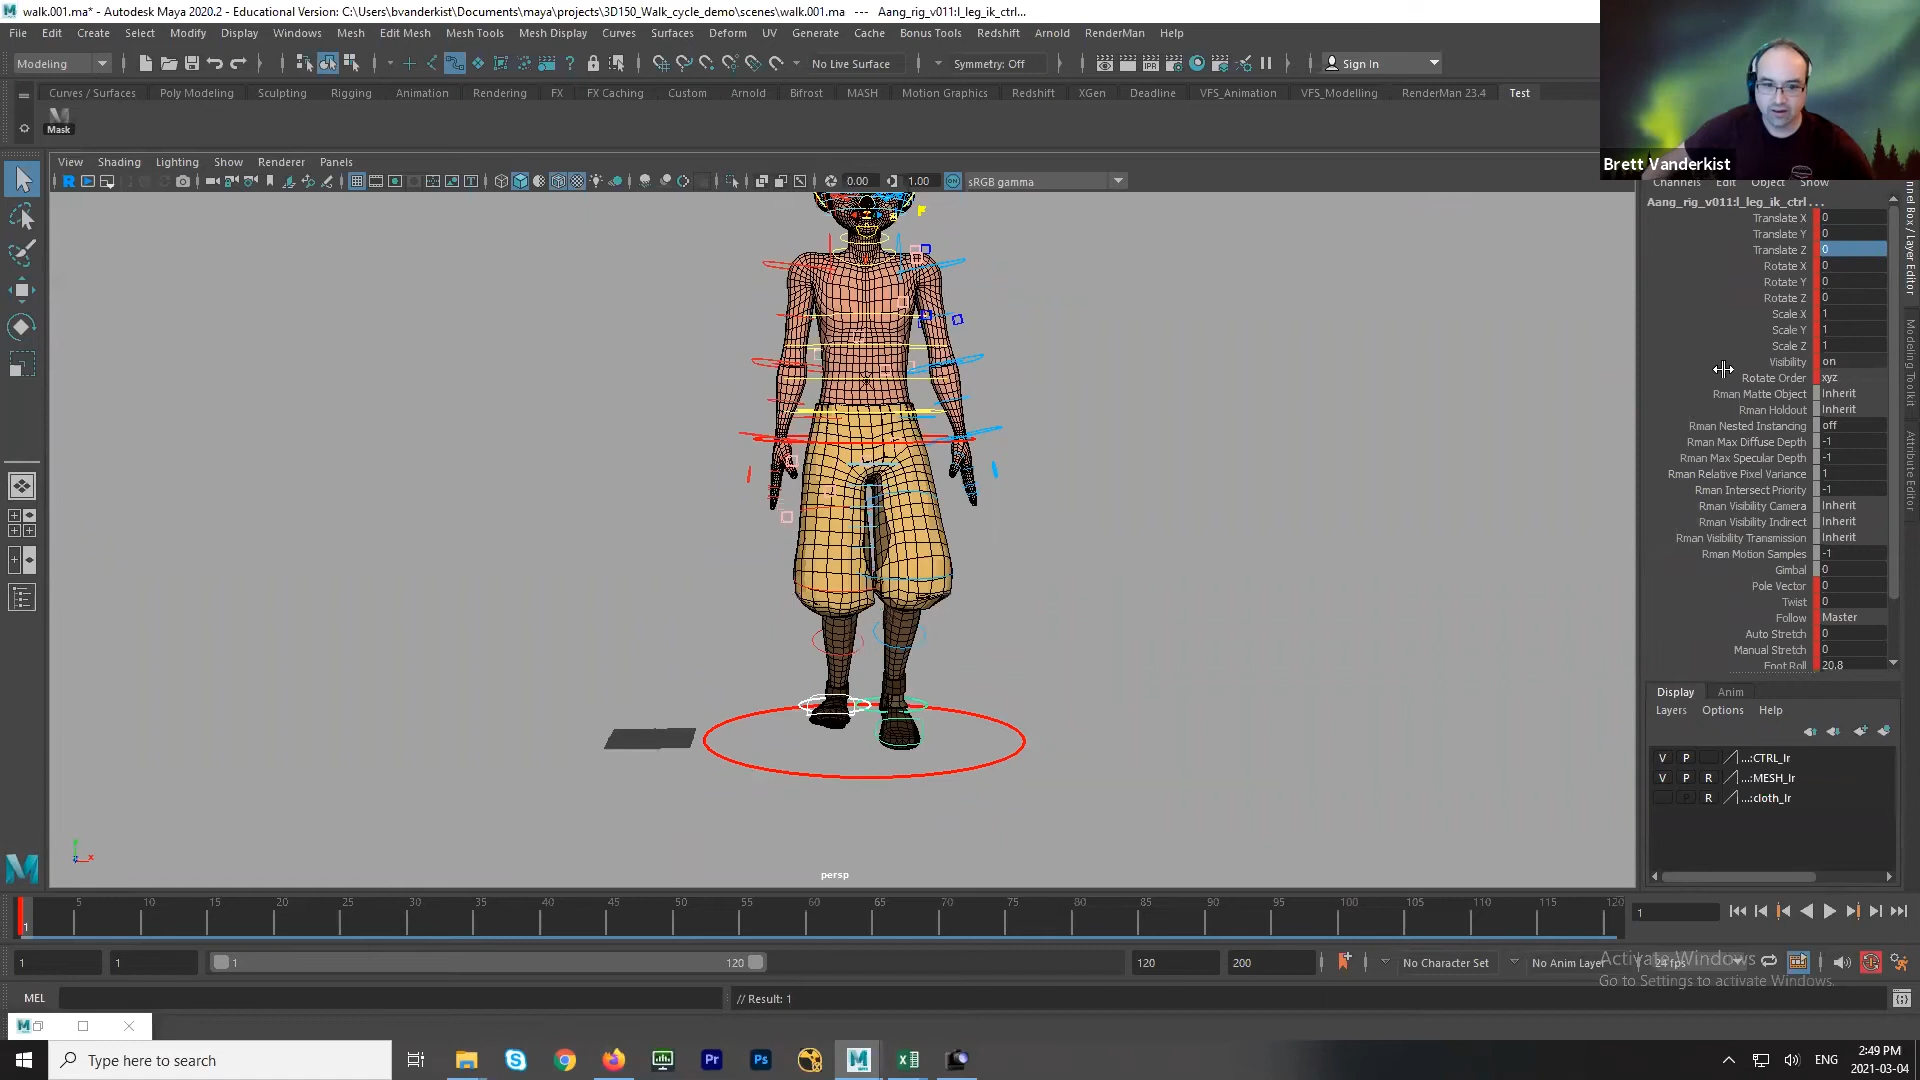 walk.001.ma* - Autodesk Maya 2020.2 - Educational Version: C:\Users\bvanderkist\Documents\maya\projects\3D150_Walk_cycle_demo\scenes\walk.001.ma --- Aang_rig_v011:l_leg_ik_ctrl...
File Edit Create Select Modify Display Windows Mesh Edit Mesh Mesh Tools Mesh Display Curves Surfaces Deform UV Generate Cache Bonus Tools Redshift Arnold RenderMan Help
Modeling No Live Surface Symmetry: Off Sign In
Curves / Surfaces Poly Modeling Sculpting Rigging Animation Rendering FX FX Caching Custom Arnold Bifrost MASH Motion Graphics Redshift XGen Deadline VFS_Animation VFS_Modelling RenderMan 23.4 Test
Mask
Brett Vanderkist
View Shading Lighting Show Renderer Panels
0.00 1.00 sRGB gamma
Channels Edit Object Show
Aang_rig_v011:l_leg_ik_ctrl...
Translate X 0
Translate Y 0
Translate Z 0
Rotate X 0
Rotate Y 0
Rotate Z 0
Scale X 1
Scale Y 1
Scale Z 1
Visibility on
Rotate Order xyz
Rman Matte Object Inherit
Rman Holdout Inherit
Rman Nested Instancing off
Rman Max Diffuse Depth -1
Rman Max Specular Depth -1
Rman Relative Pixel Variance 1
Rman Intersect Priority -1
Rman Visibility Camera Inherit
Rman Visibility Indirect Inherit
Rman Visibility Transmission Inherit
Rman Motion Samples -1
Gimbal 0
Pole Vector 0
Twist 0
Follow Master
Auto Stretch 0
Manual Stretch 0
Foot Roll 20.8
Modeling Toolkit
Attribute Editor
Display Anim
Layers Options Help
V P ...:CTRL_lr
V P R ...:MESH_lr
P R ...:cloth_lr
persp
5 10 15 20 25 30 35 40 45 50 55 60 65 70 75 80 85 90 95 100 105 110 115 120
1 1
1 1 1 120 120 200 No Character Set No Anim Layer 24 fps
Activate Windows
Go to Settings to activate Windows.
MEL // Result: 1
Type here to search
ENG
2:49 PM
2021-03-04